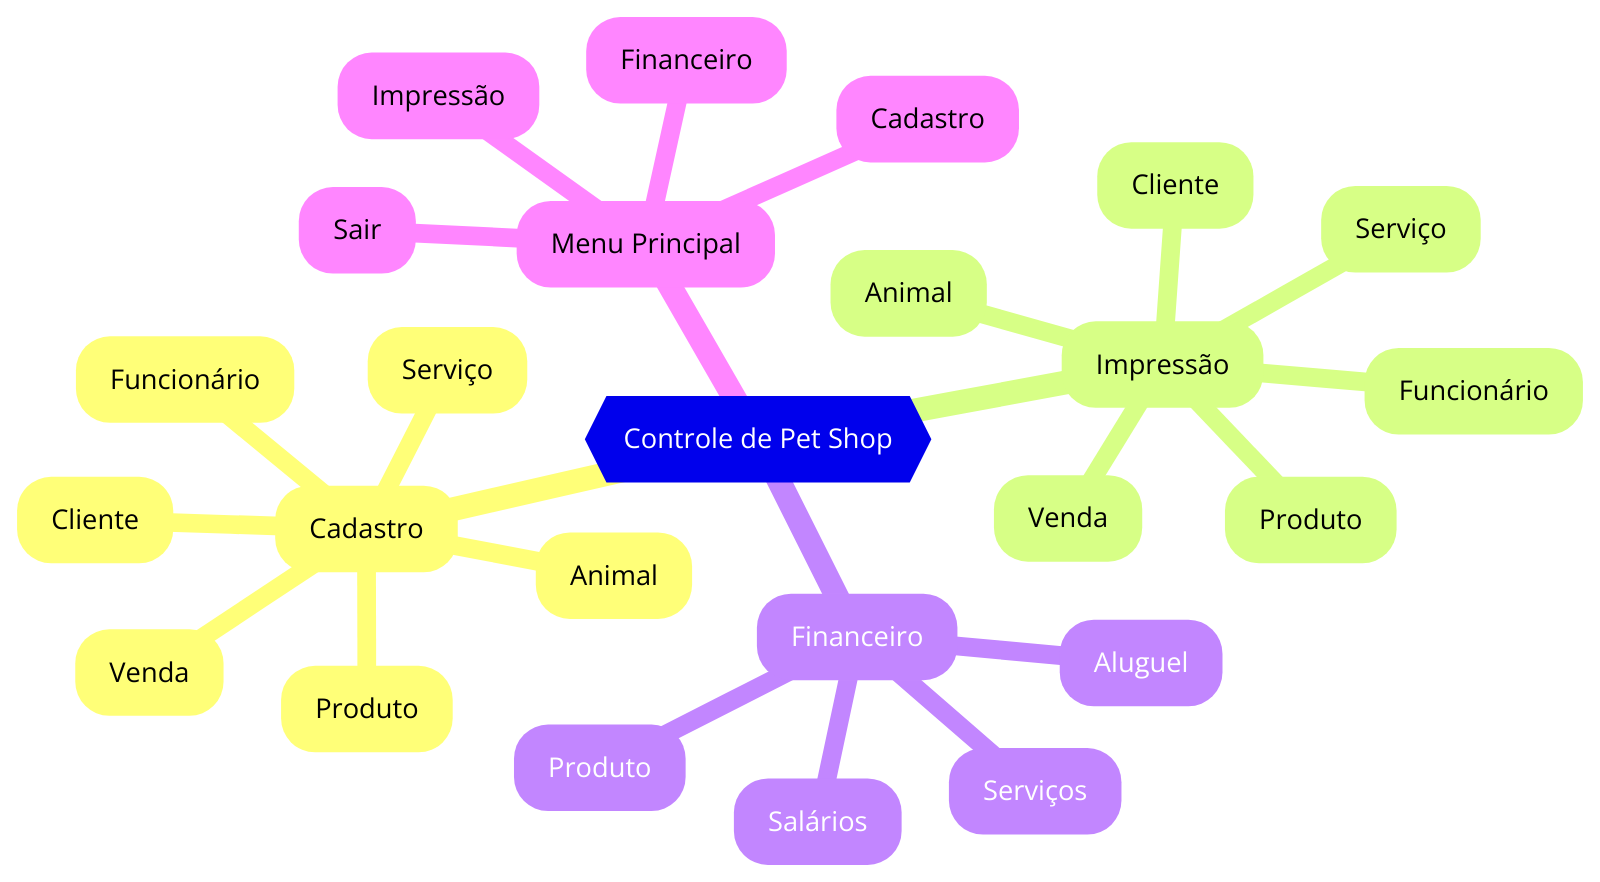 Financeiro
Impressão
Cadastro
Sair
Menu Principal
Cliente
Serviço
Animal
Impressão
Funcionário
Venda
Produto
Controle de Pet Shop
Funcionário
Serviço
Cliente
Cadastro
Animal
Venda
Produto
Financeiro
Aluguel
Produto
Serviços
Salários